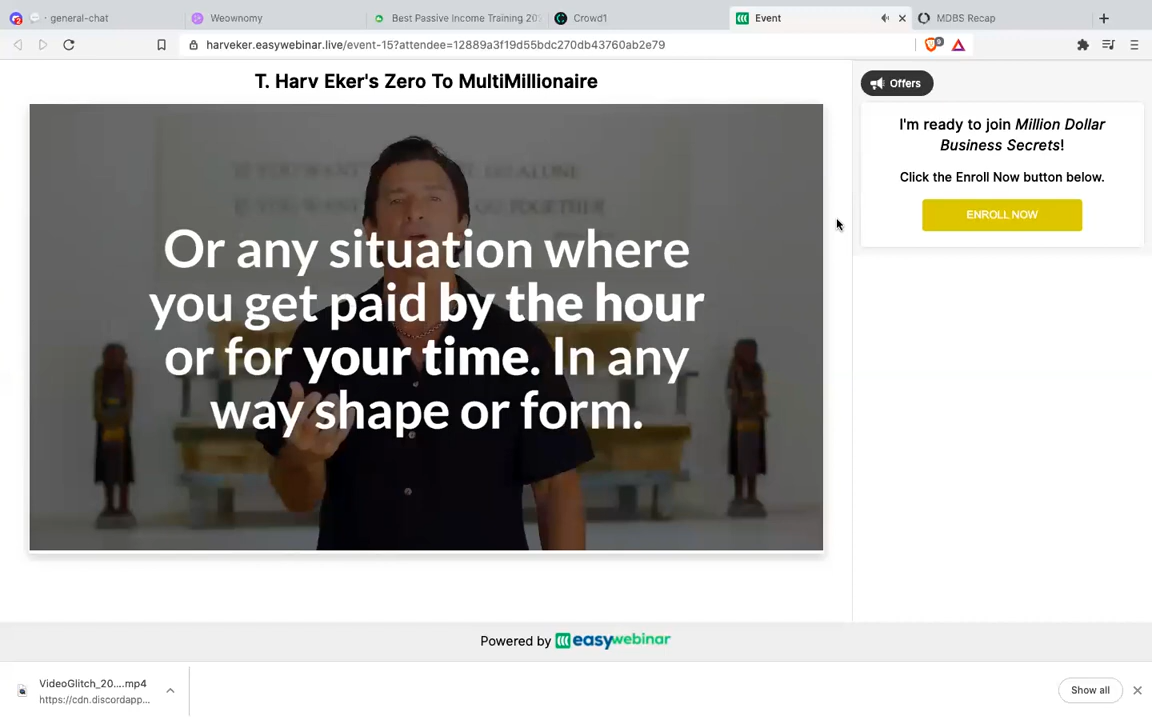 general-chat
Weownomy
Best Passive Income Training 20
Crowd1
Event
MDBS Recap
harveker.easywebinar.live/event-15?attendee=12889a3f19d55bdc270db43760ab2e79
T. Harv Eker's Zero To MultiMillionaire
Offers
I'm ready to join Million Dollar
Business Secrets!
Click the Enroll Now button below.
ENROLL NOW
ALONE
TOGETHER
Or any situation where
you get paid by the hour
or for your time. In any
way shape or form.
Powered by easywebinar
VideoGlitch_20....mp4
https://cdn.discordapp...
Show all